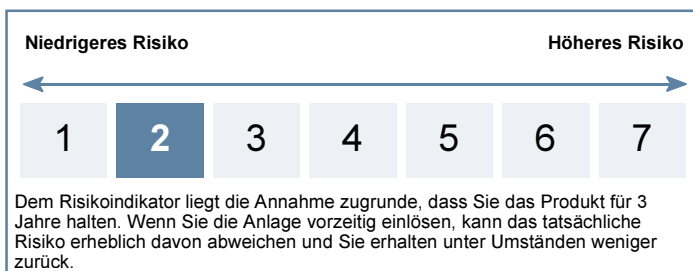 Niedrigeres Risiko Höheres Risiko
1 2 3 4 5 6 7
Dem Risikoindikator liegt die Annahme zugrunde, dass Sie das Produkt für 3
Jahre halten. Wenn Sie die Anlage vorzeitig einlösen, kann das tatsächliche
Risiko erheblich davon abweichen und Sie erhalten unter Umständen weniger
zurück.